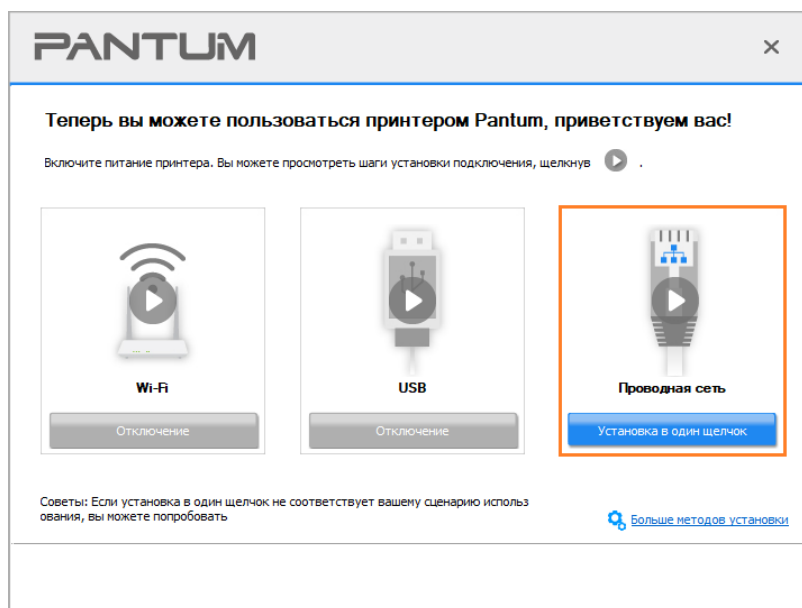 PANTUM
Теперь вы можете пользоваться принтером Pantum, приветствуем вас!
Включите питание принтера. Вы можете просмотреть шаги установки подключения, щелкнув .
Wi-Fi
USB
Проводная сеть
Отключение
Отключение
Установка в один щелчок
Советы: Если установка в один щелчок не соответствует вашему сценарию использ
ования, вы можете попробовать
Больше методов установки